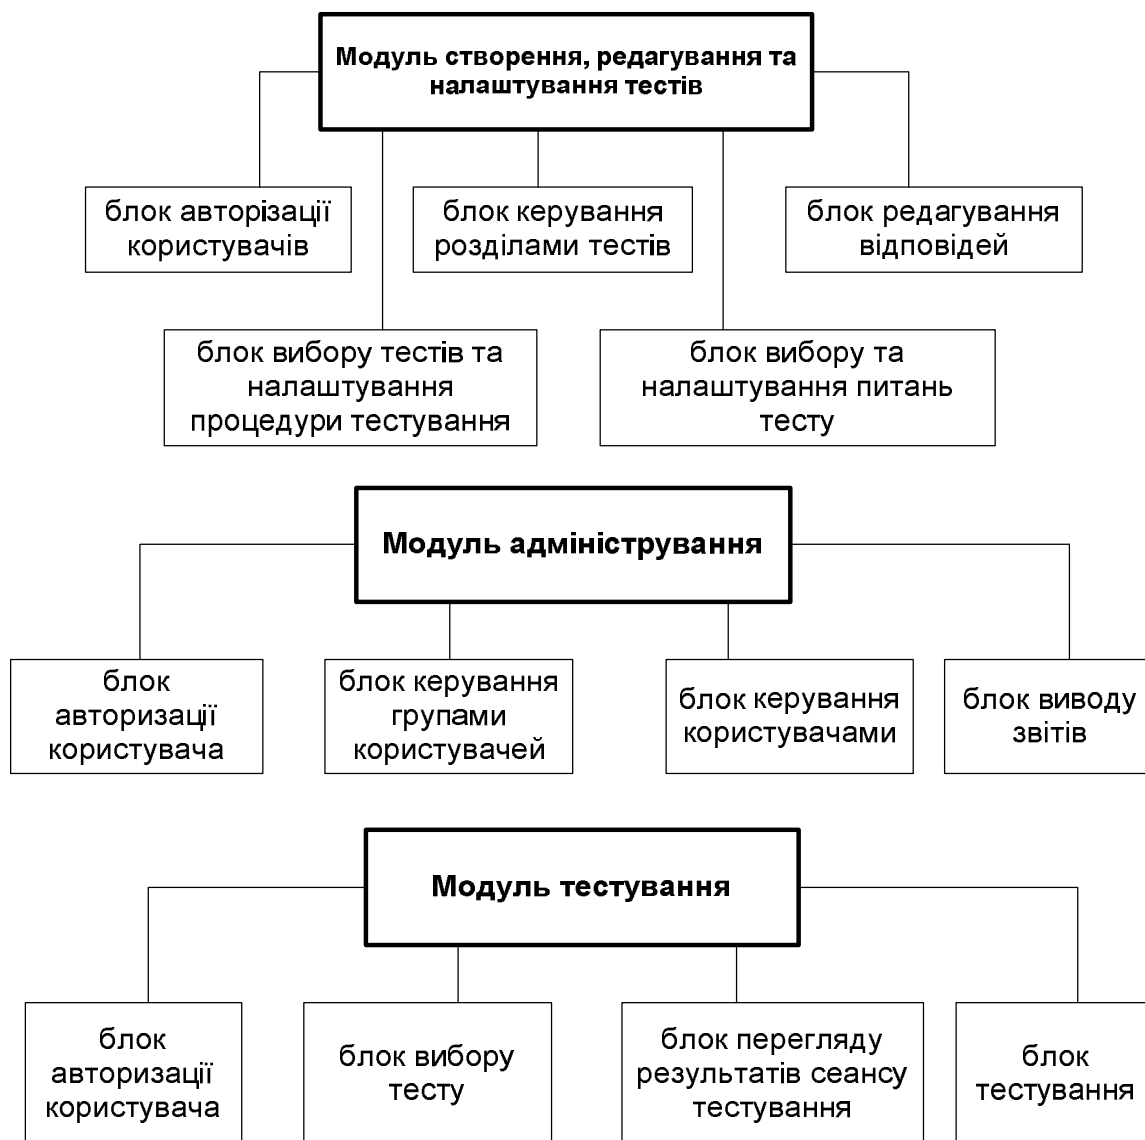 Модуль створення, редагування та
налаштування тестів
блок авторізації
користувачів
блок керування
розділами тестів
блок редагування
відповідей
блок вибору тестів та
налаштування
процедури тестування
блок вибору та
налаштування питань
тесту
Модуль адміністрування
блок
авторизації
користувача
блок керування
групами
користувачей
блок керування
користувачами
блок виводу
звітів
Модуль тестування
блок
авторизації
користувача
блок вибору
тесту
блок перегляду
результатів сеансу
тестування
блок
тестування